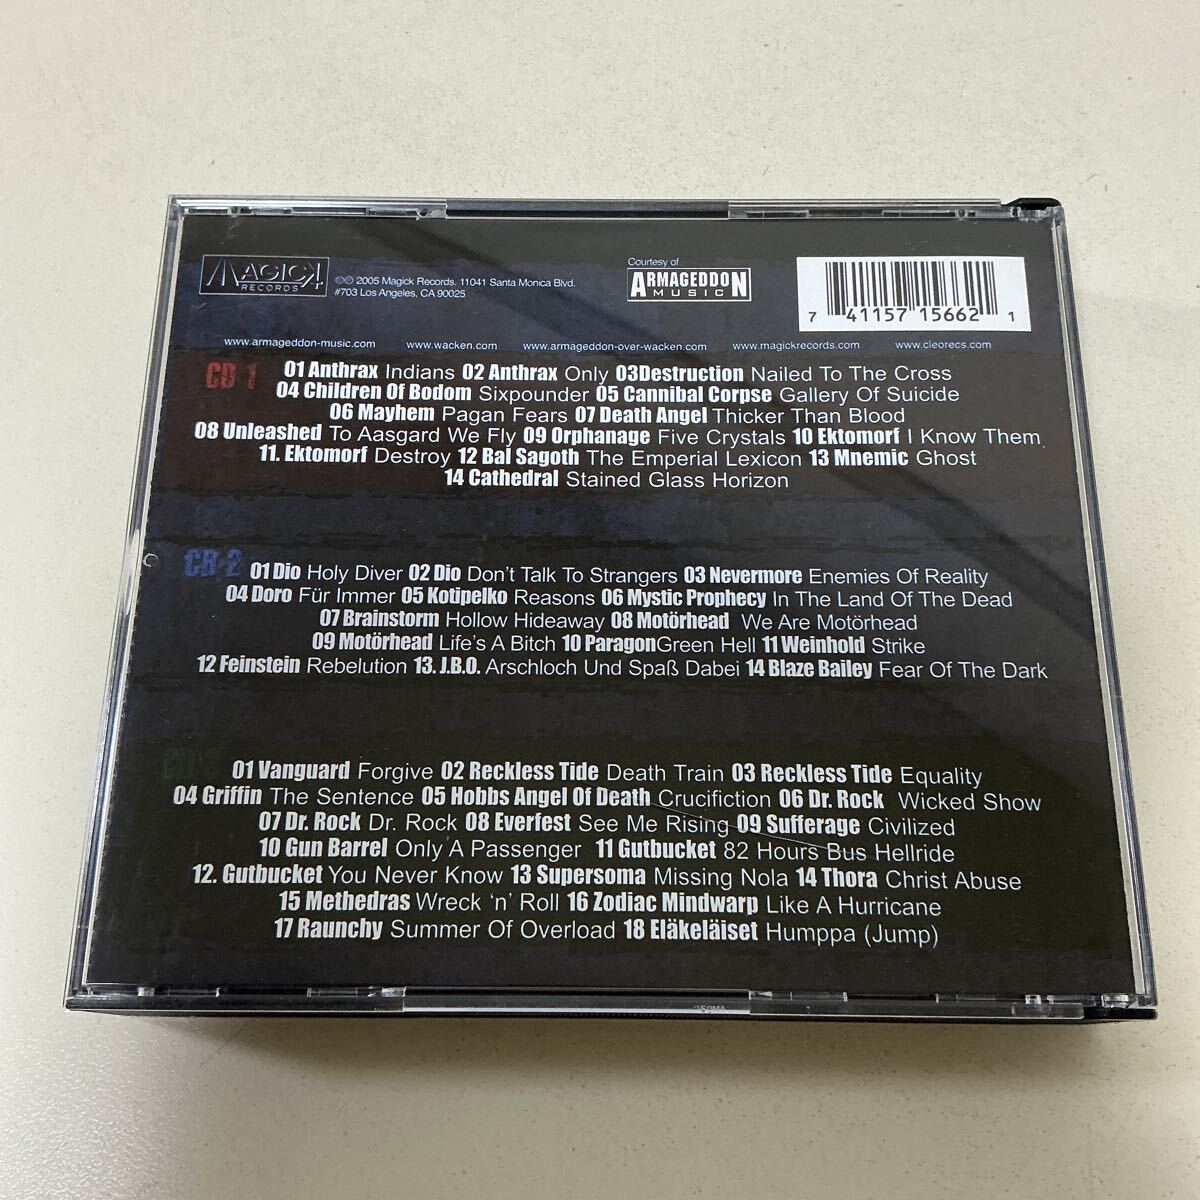 MAGICK
RECORDS
℗© 2005 Magick Records. 11041 Santa Monica Blvd.
#703 Los Angeles, CA 90025
Courtesy of
ARMAGEDDON
MUSIC
7 41157 15662 1
www.armageddon-music.com www.wacken.com www.armageddon-over-wacken.com www.magickrecords.com www.cleorecs.com
CD 1
01 Anthrax Indians 02 Anthrax Only 03Destruction Nailed To The Cross
04 Children Of Bodom Sixpounder 05 Cannibal Corpse Gallery Of Suicide
06 Mayhem Pagan Fears 07 Death Angel Thicker Than Blood
08 Unleashed To Aasgard We Fly 09 Orphanage Five Crystals 10 Ektomorf I Know Them
11. Ektomorf Destroy 12 Bal Sagoth The Emperial Lexicon 13 Mnemic Ghost
14 Cathedral Stained Glass Horizon
CD 2
01 Dio Holy Diver 02 Dio Don't Talk To Strangers 03 Nevermore Enemies Of Reality
04 Doro Für Immer 05 Kotipelko Reasons 06 Mystic Prophecy In The Land Of The Dead
07 Brainstorm Hollow Hideaway 08 Motörhead We Are Motörhead
09 Motörhead Life's A Bitch 10 Paragon Green Hell 11 Weinhold Strike
12 Feinstein Rebelution 13. J.B.O. Arschloch Und Spaß Dabei 14 Blaze Bailey Fear Of The Dark
01 Vanguard Forgive 02 Reckless Tide Death Train 03 Reckless Tide Equality
04 Griffin The Sentence 05 Hobbs Angel Of Death Crucifiction 06 Dr. Rock Wicked Show
07 Dr. Rock Dr. Rock 08 Everfest See Me Rising 09 Sufferage Civilized
10 Gun Barrel Only A Passenger 11 Gutbucket 82 Hours Bus Hellride
12. Gutbucket You Never Know 13 Supersoma Missing Nola 14 Thora Christ Abuse
15 Methedras Wreck 'n' Roll 16 Zodiac Mindwarp Like A Hurricane
17 Raunchy Summer Of Overload 18 Eläkeläiset Humppa (Jump)